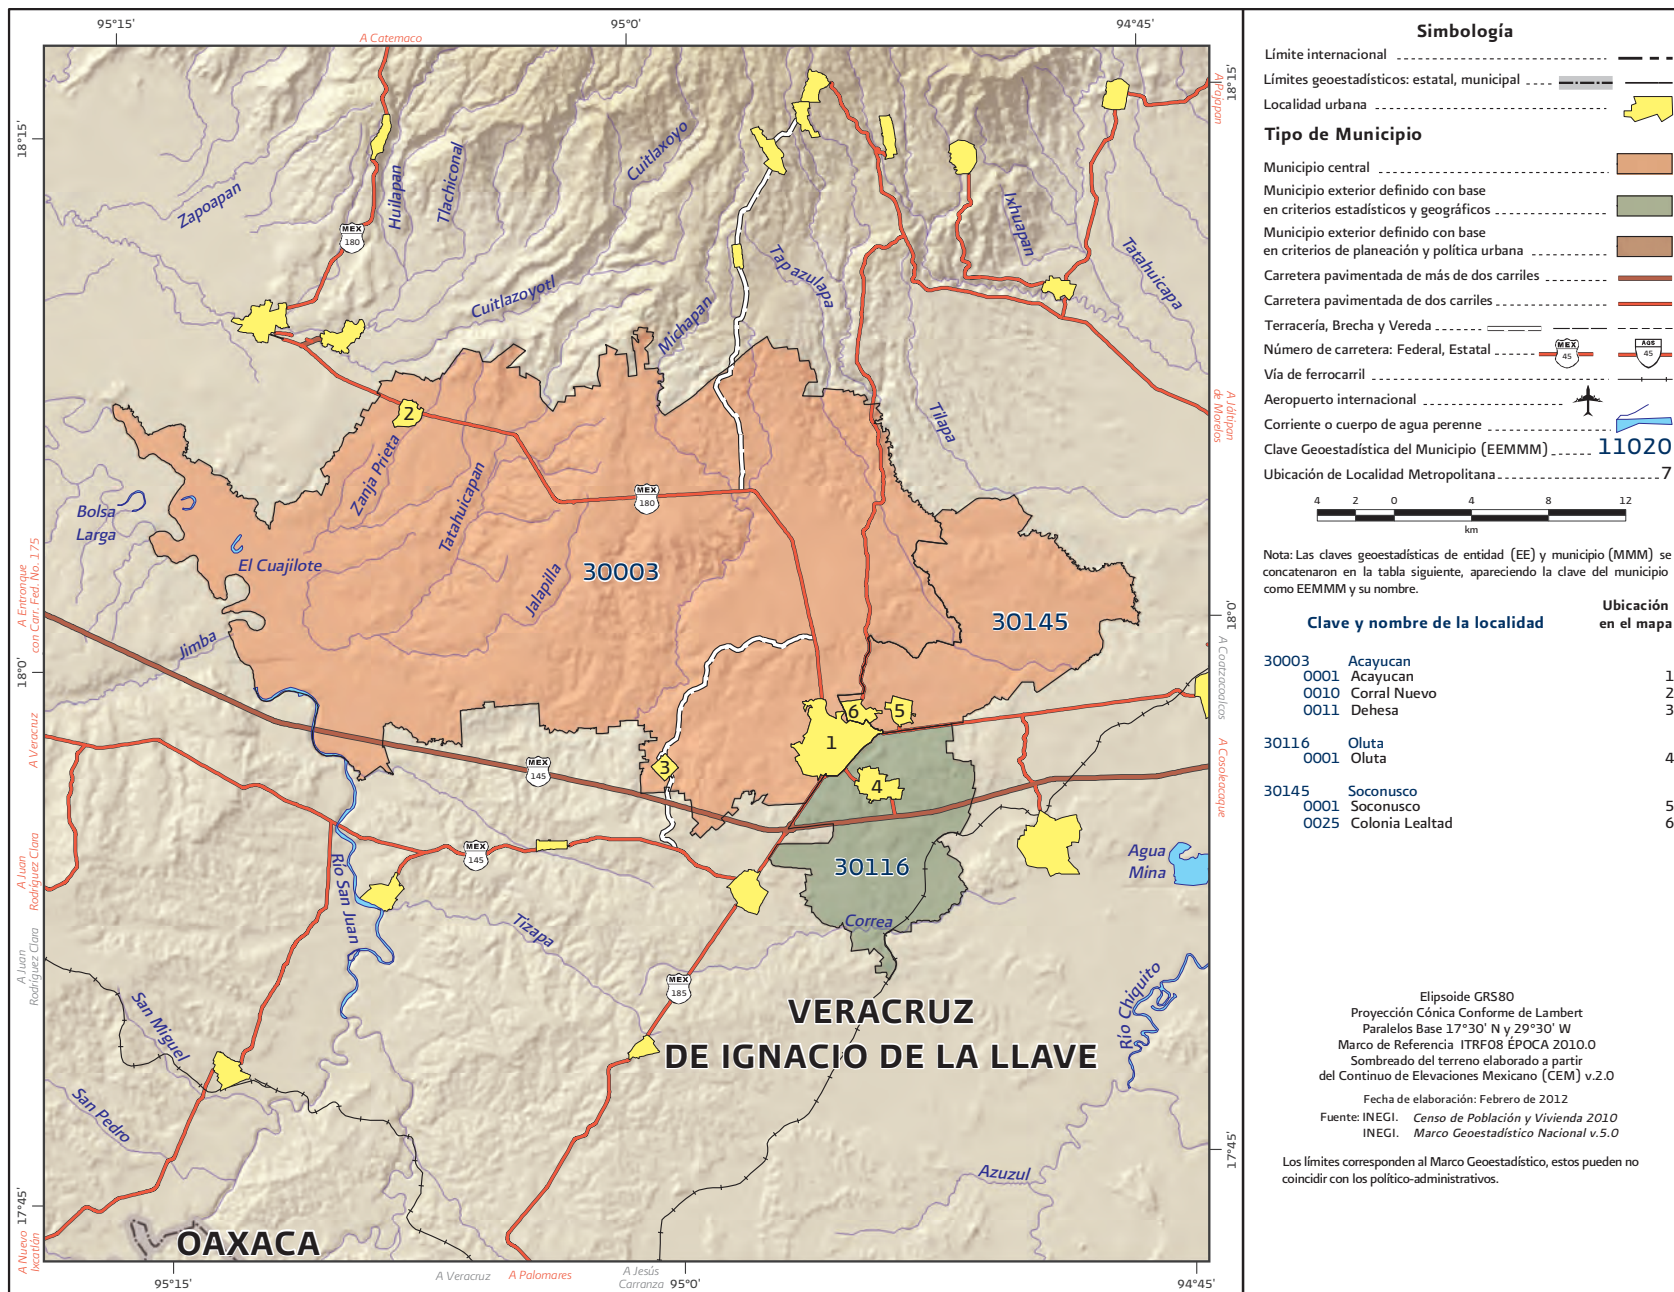 95°15'
95°0'
94°45'
A Catemaco
18°15'
18°15'
A Pajapan
Zapoapan
Huilapan
Tlachiconal
Cuitlaxoyo
Ixhuapan
Tatahuicapa
MEX
180
Tapazulapa
Cuitlazoyotl
Michapan
2
Tilapa
A Jáltipan
de Morelos
Zanja Prieta
Tatahuicapan
MEX
180
Bolsa
Larga
El Cuajilote
Jalapilla
30003
30145
A Entronque
con Carr. Fed. No. 175
18°0'
18°0'
Jimba
A Coatzacoalcos
A Veracruz
A Cosoleacaque
6
5
1
3
4
MEX
145
MEX
145
30116
Agua
Mina
A Juan
Rodríguez Clara
A Juan
Rodríguez Clara
Río San Juan
Tizapa
Correa
MEX
185
Río Chiquito
San Miguel
VERACRUZ
DE IGNACIO DE LA LLAVE
San Pedro
Azuzul
17°45'
17°45'
A Nuevo
Ixcatlán
OAXACA
95°15'
A Veracruz
A Palomares
A Jesús
Carranza
95°0'
94°45'
Simbología
Límite internacional
Límites geoestadísticos: estatal, municipal
Localidad urbana
Tipo de Municipio
Municipio central
Municipio exterior definido con base
en criterios estadísticos y geográficos
Municipio exterior definido con base
en criterios de planeación y política urbana
Carretera pavimentada de más de dos carriles
Carretera pavimentada de dos carriles
Terracería, Brecha y Vereda
Número de carretera: Federal, Estatal MEX 45 AGS 45
Vía de ferrocarril
Aeropuerto internacional
Corriente o cuerpo de agua perenne
Clave Geoestadística del Municipio (EEMMM) 11020
Ubicación de Localidad Metropolitana 7
4 2 0 4 8 12
km
Nota: Las claves geoestadísticas de entidad (EE) y municipio (MMM) se
concatenaron en la tabla siguiente, apareciendo la clave del municipio
como EEMMM y su nombre.
Clave y nombre de la localidad
Ubicación
en el mapa
30003 Acayucan
0001 Acayucan 1
0010 Corral Nuevo 2
0011 Dehesa 3
30116 Oluta
0001 Oluta 4
30145 Soconusco
0001 Soconusco 5
0025 Colonia Lealtad 6
Elipsoide GRS80
Proyección Cónica Conforme de Lambert
Paralelos Base 17°30' N y 29°30' W
Marco de Referencia ITRF08 ÉPOCA 2010.0
Sombreado del terreno elaborado a partir
del Continuo de Elevaciones Mexicano (CEM) v.2.0
Fecha de elaboración: Febrero de 2012
Fuente: INEGI. Censo de Población y Vivienda 2010
INEGI. Marco Geoestadístico Nacional v.5.0
Los límites corresponden al Marco Geoestadístico, estos pueden no
coincidir con los político-administrativos.